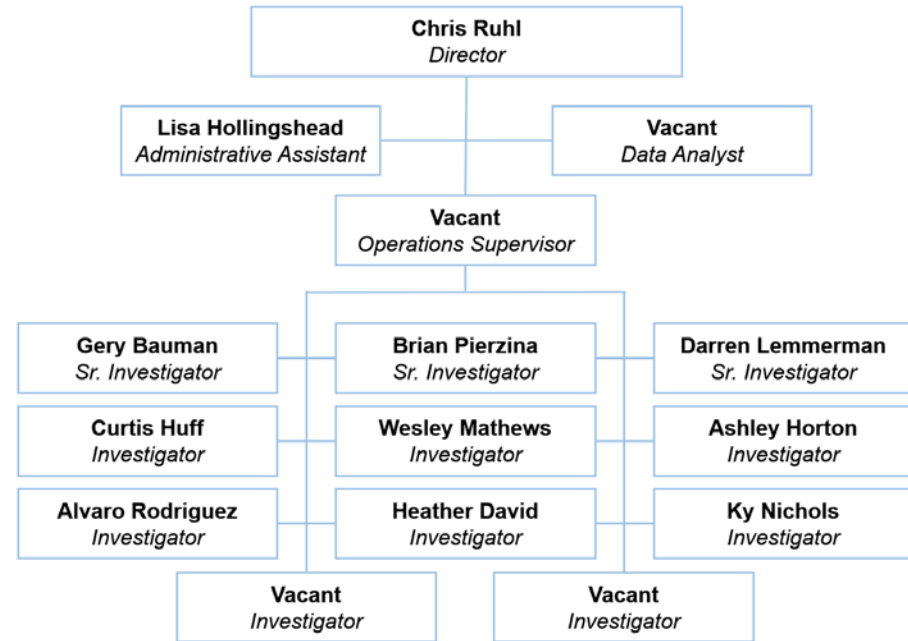 Chris Ruhl
Director
Lisa Hollingshead
Administrative Assistant
Vacant
Data Analyst
Vacant
Operations Supervisor
Gery Bauman
Sr. Investigator
Brian Pierzina
Sr. Investigator
Darren Lemmerman
Sr. Investigator
Curtis Huff
Investigator
Wesley Mathews
Investigator
Ashley Horton
Investigator
Alvaro Rodriguez
Investigator
Heather David
Investigator
Ky Nichols
Investigator
Vacant
Investigator
Vacant
Investigator